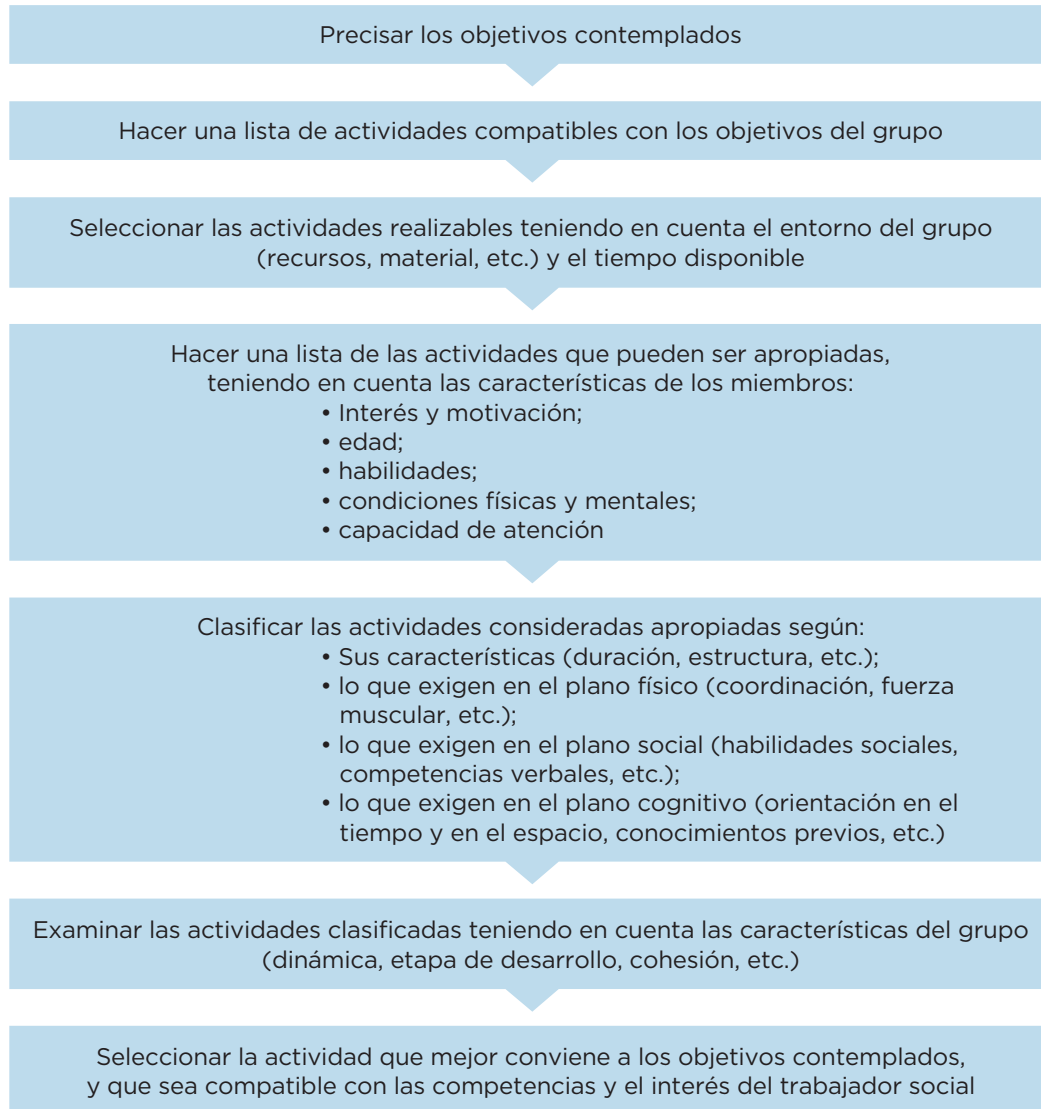 Precisar los objetivos contemplados
Hacer una lista de actividades compatibles con los objetivos del grupo
Seleccionar las actividades realizables teniendo en cuenta el entorno del grupo
(recursos, material, etc.) y el tiempo disponible
Hacer una lista de las actividades que pueden ser apropiadas,
teniendo en cuenta las características de los miembros:
• Interés y motivación;
• edad;
• habilidades;
• condiciones físicas y mentales;
• capacidad de atención
Clasificar las actividades consideradas apropiadas según:
• Sus características (duración, estructura, etc.);
• lo que exigen en el plano físico (coordinación, fuerza
muscular, etc.);
• lo que exigen en el plano social (habilidades sociales,
competencias verbales, etc.);
• lo que exigen en el plano cognitivo (orientación en el
tiempo y en el espacio, conocimientos previos, etc.)
Examinar las actividades clasificadas teniendo en cuenta las características del grupo
(dinámica, etapa de desarrollo, cohesión, etc.)
Seleccionar la actividad que mejor conviene a los objetivos contemplados,
y que sea compatible con las competencias y el interés del trabajador social